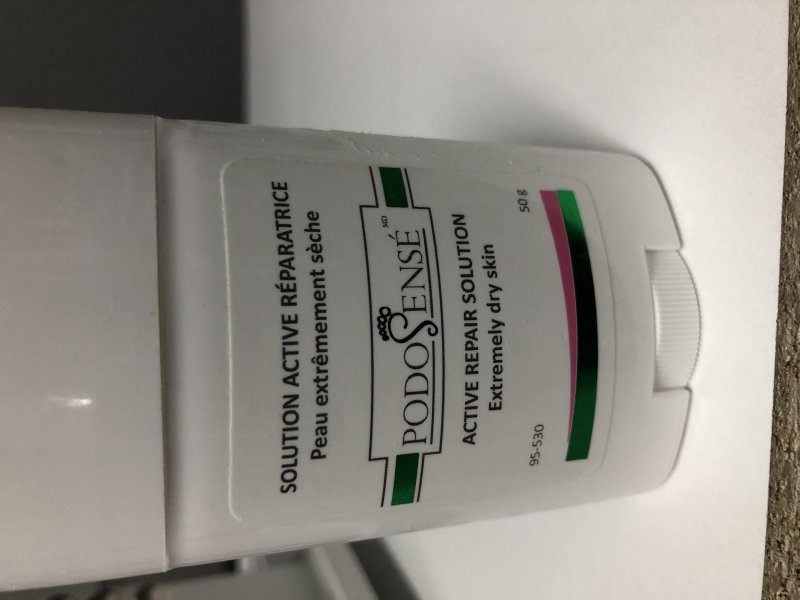 SOLUTION ACTIVE RÉPARATRICE
Peau extrêmement sèche
PODOSENSÉ MD
ACTIVE REPAIR SOLUTION
Extremely dry skin
95-530 50 g